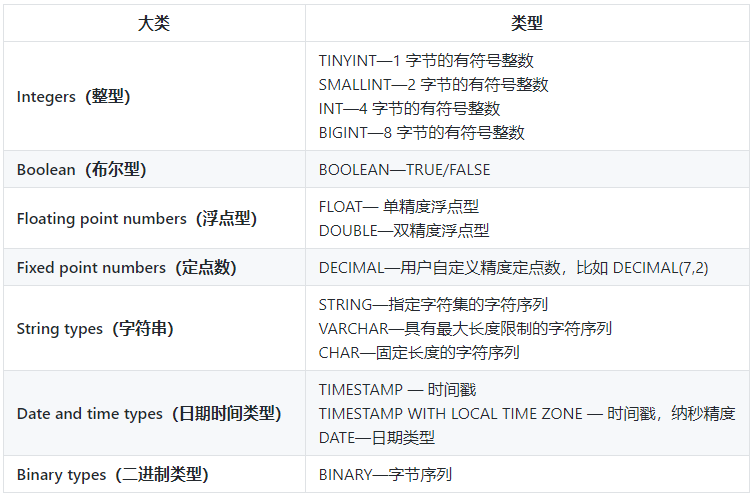 大类
类型
Integers（整型）
TINYINT—1 字节的有符号整数
SMALLINT—2 字节的有符号整数
INT—4 字节的有符号整数
BIGINT—8 字节的有符号整数
Boolean（布尔型）
BOOLEAN—TRUE/FALSE
Floating point numbers（浮点型）
FLOAT— 单精度浮点型
DOUBLE—双精度浮点型
Fixed point numbers（定点数）
DECIMAL—用户自定义精度定点数，比如 DECIMAL(7,2)
String types（字符串）
STRING—指定字符集的字符序列
VARCHAR—具有最大长度限制的字符序列
CHAR—固定长度的字符序列
Date and time types（日期时间类型）
TIMESTAMP — 时间戳
TIMESTAMP WITH LOCAL TIME ZONE — 时间戳，纳秒精度
DATE—日期类型
Binary types（二进制类型）
BINARY—字节序列